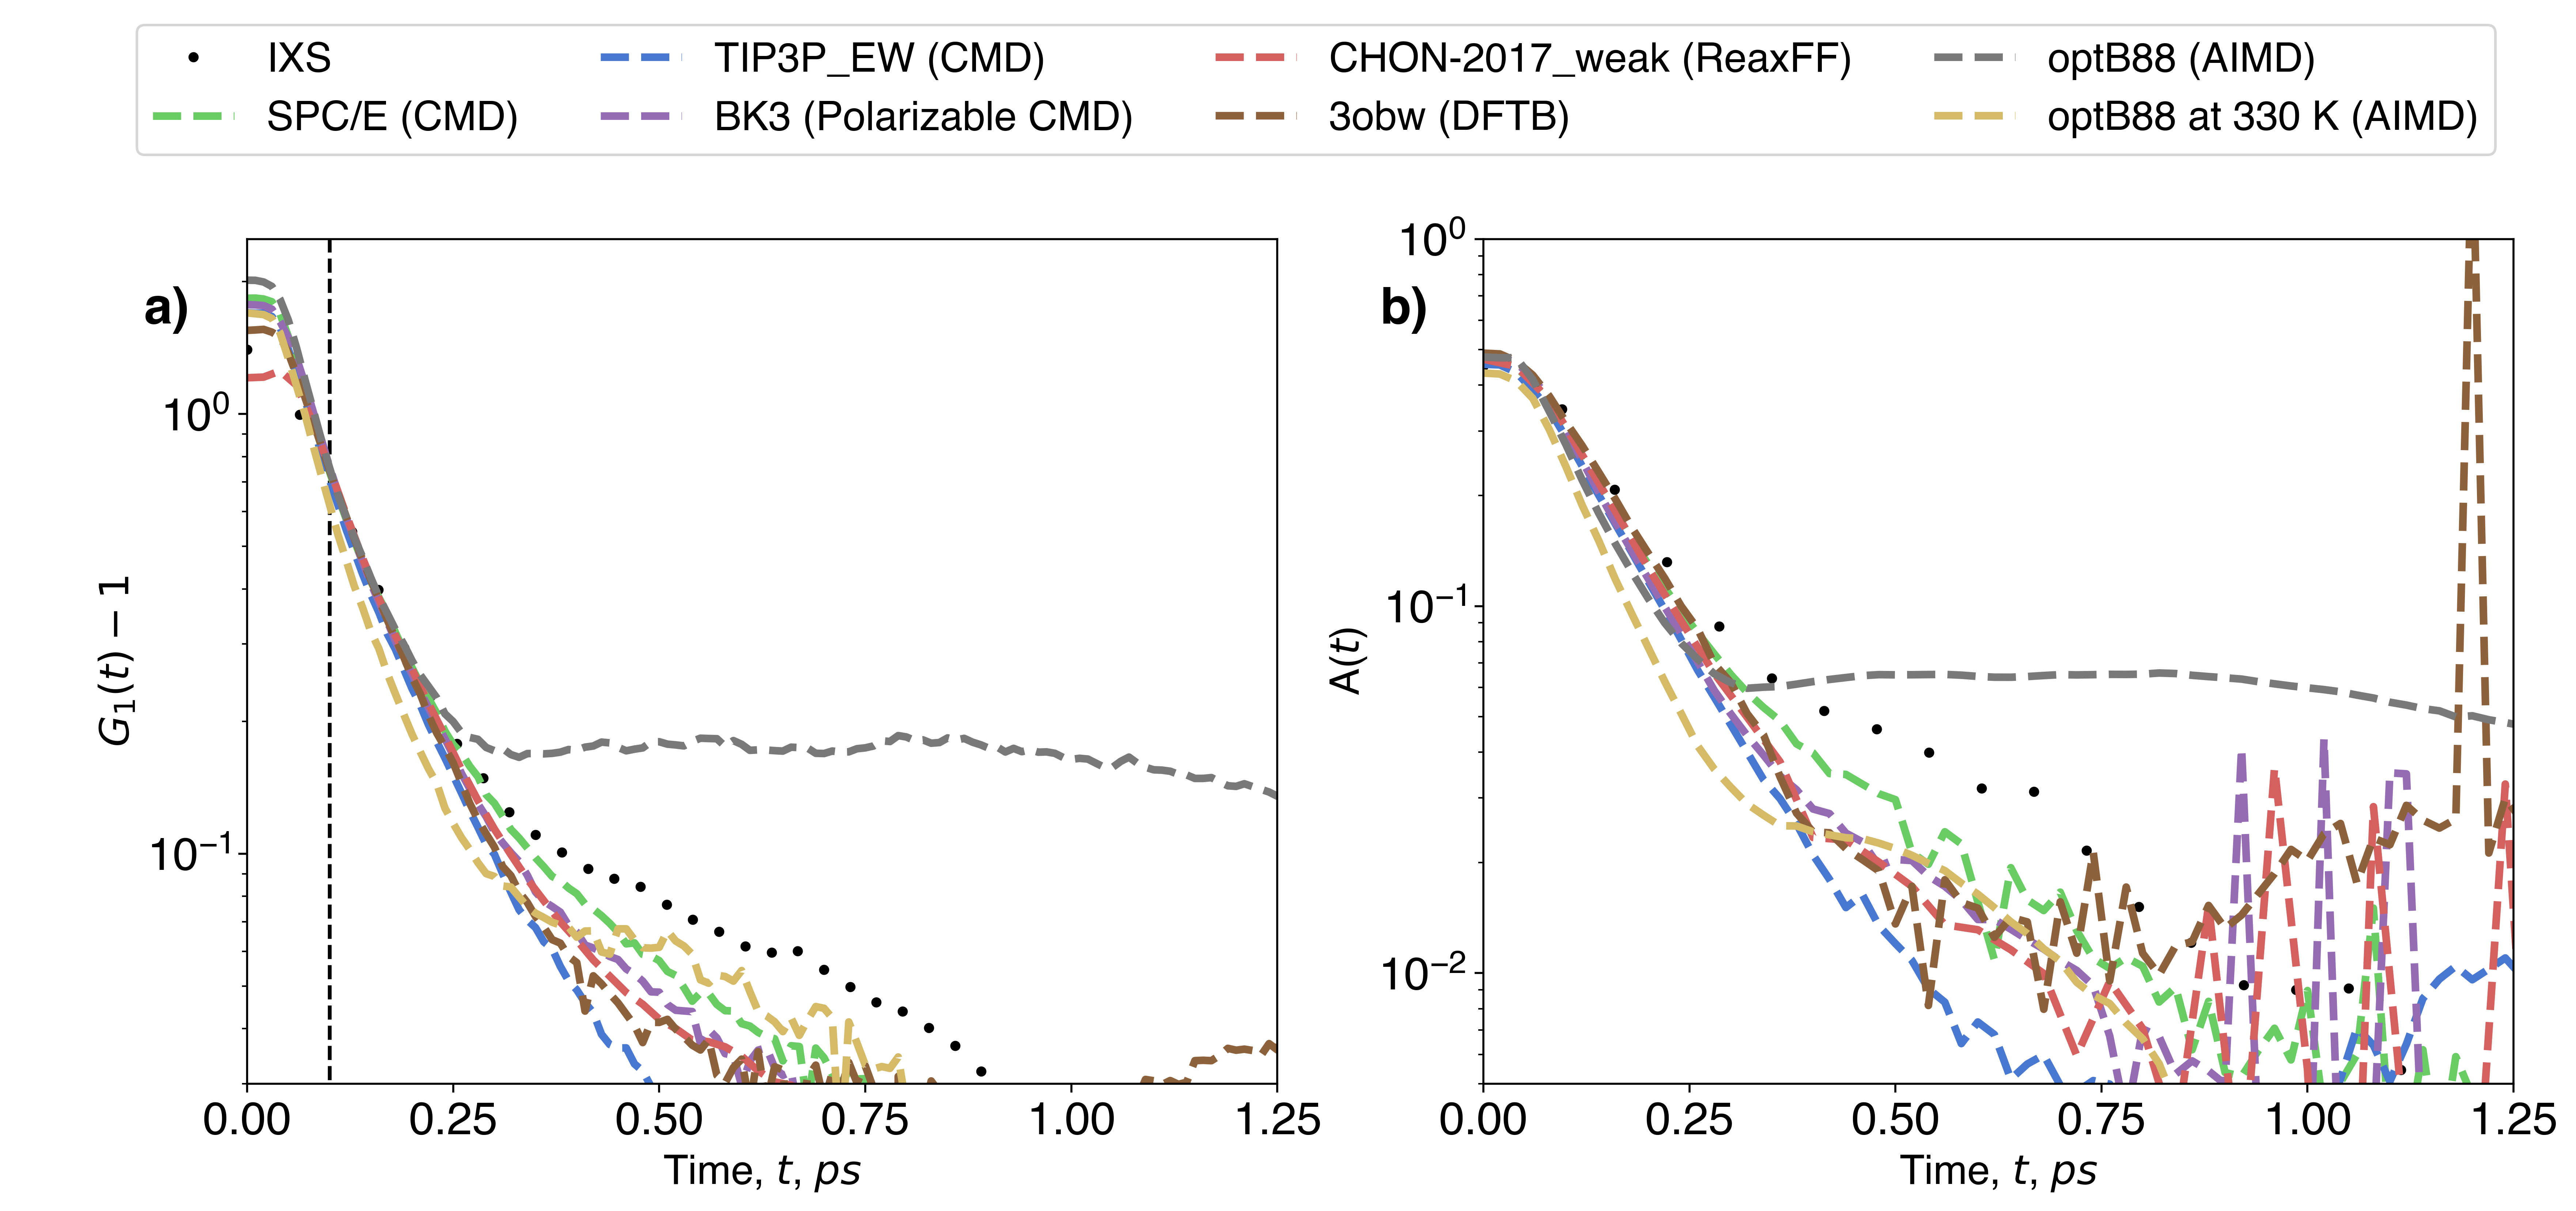 IXS
TIP3P_EW (CMD)
CHON-2017_weak (ReaxFF)
optB88 (AIMD)
SPC/E (CMD)
BK3 (Polarizable CMD)
3obw (DFTB)
optB88 at 330 K (AIMD)
a)
G₁(t) − 1
10⁰
10⁻¹
0.00 0.25 0.50 0.75 1.00 1.25
Time, t, ps
b)
A(t)
10⁰
10⁻¹
10⁻²
0.00 0.25 0.50 0.75 1.00 1.25
Time, t, ps